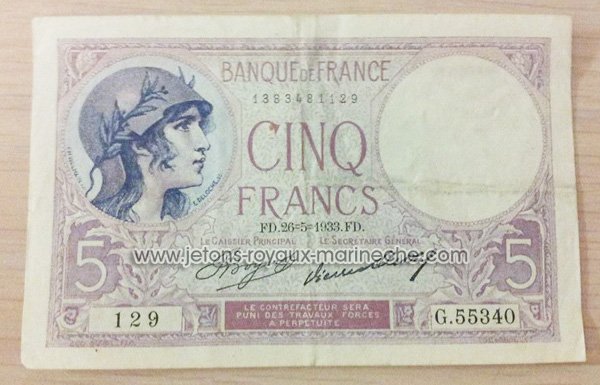 BANQUE DE FRANCE
1383481129
CINQ
FRANCS
FD.26=5=1933.FD.
LE CAISSIER PRINCIPAL LE SECRÉTAIRE GÉNÉRAL
5 5
www.jetons-royaux-marineche.com
129 G.55340
LE CONTREFACTEUR SERA
PUNI DES TRAVAUX FORCÉS
A PERPÉTUITÉ